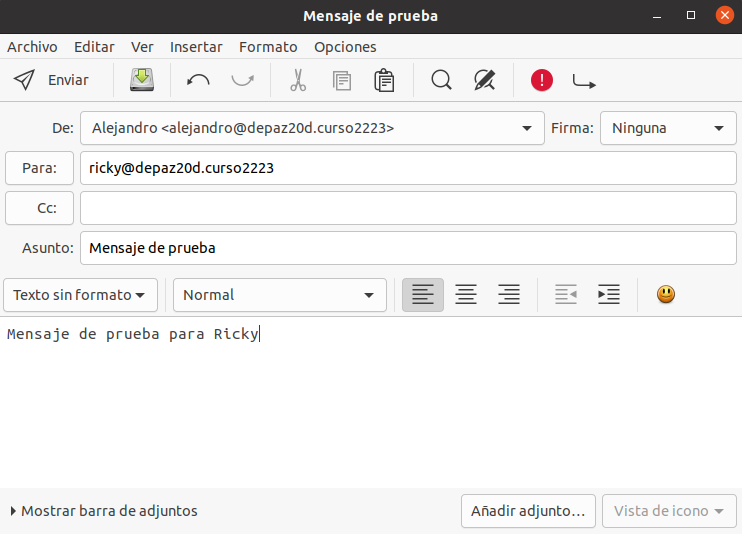 Mensaje de prueba
Archivo Editar Ver Insertar Formato Opciones
Enviar
De: Alejandro <alejandro@depaz20d.curso2223> Firma: Ninguna
Para: ricky@depaz20d.curso2223
Cc:
Asunto: Mensaje de prueba
Texto sin formato Normal
Mensaje de prueba para Ricky
Mostrar barra de adjuntos Añadir adjunto... Vista de icono